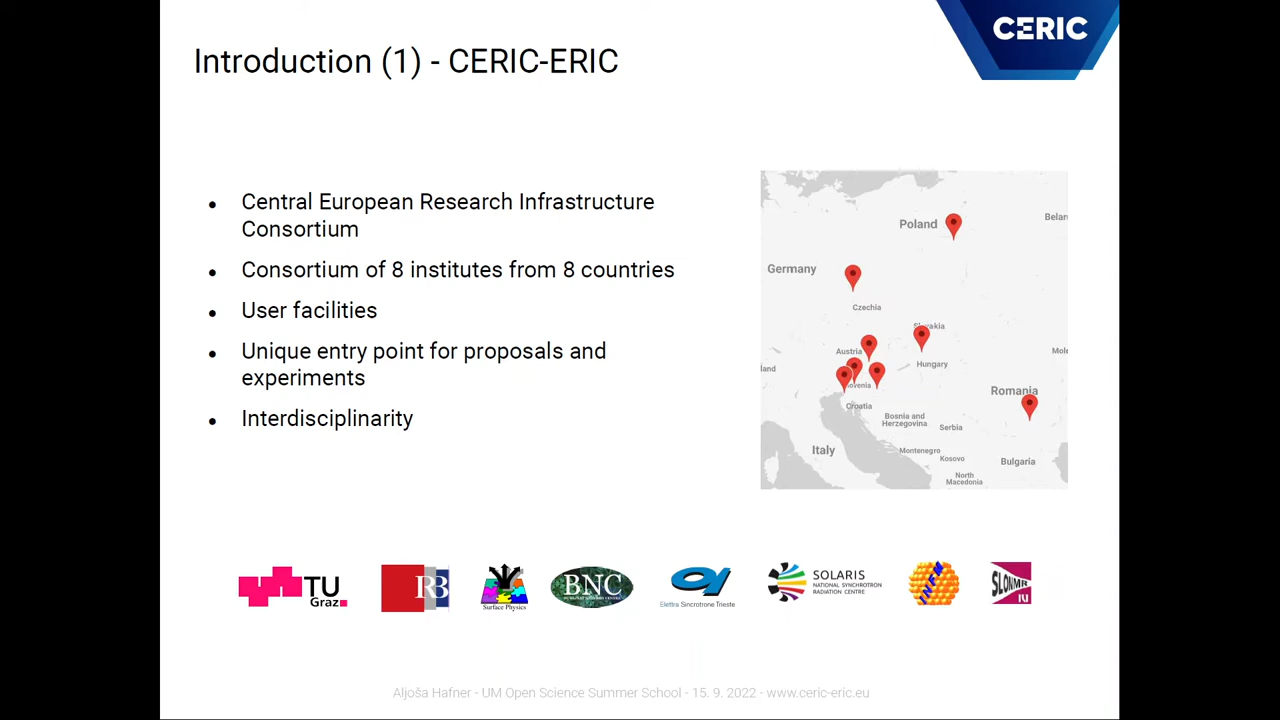 CERIC
Introduction (1) - CERIC-ERIC
Central European Research Infrastructure
Consortium
Consortium of 8 institutes from 8 countries
User facilities
Unique entry point for proposals and
experiments
Interdisciplinarity
Poland
Belar
Germany
Czechia
Slovakia
Austria
land
Mol
Hungary
ovenia
Romania
Croatia
Bosnia and
Herzegovina
Serbia
Italy
Montenegro
Kosovo
Bulgaria
North
Macedonia
TU
Graz
RB
Surface Physics
BNC
Elettra Sincrotrone Trieste
SOLARIS
NATIONAL SYNCHROTRON
RADIATION CENTRE
INFM
SLONMR
Aljoša Hafner - UM Open Science Summer School - 15. 9. 2022 - www.ceric-eric.eu